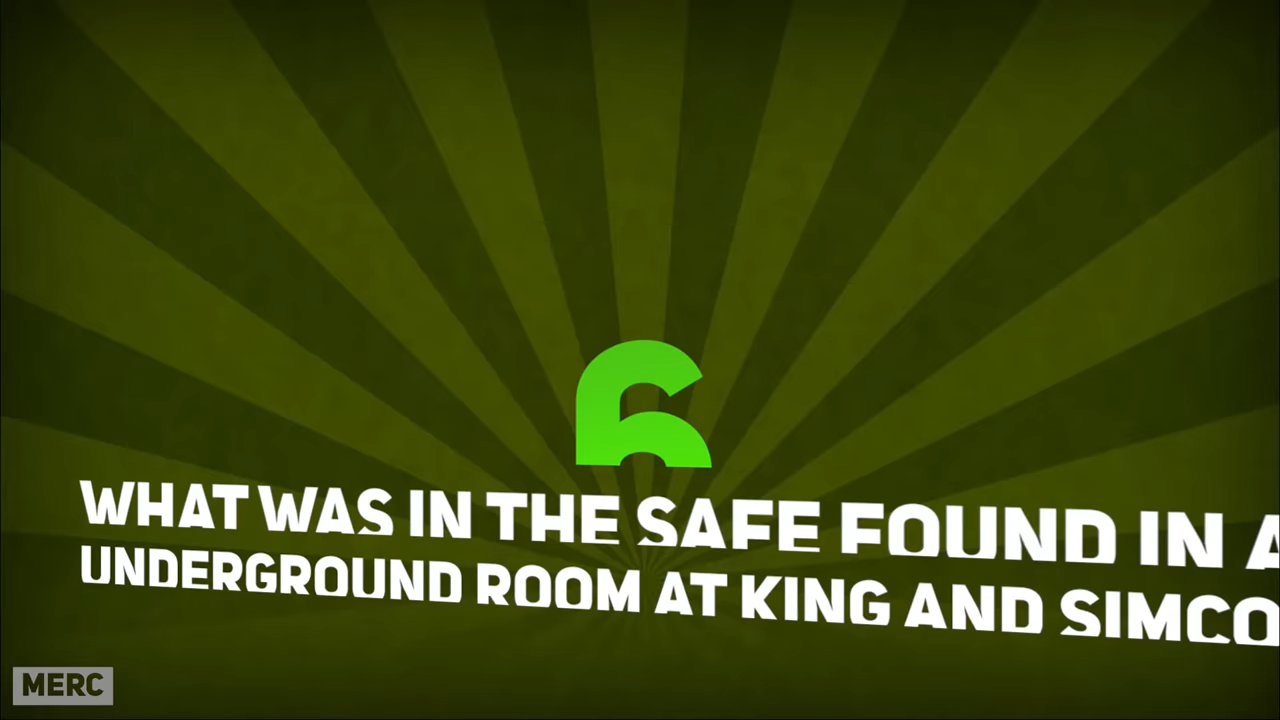 6
WHAT WAS IN THE SAFE FOUND IN A
UNDERGROUND ROOM AT KING AND SIMCO
MERC